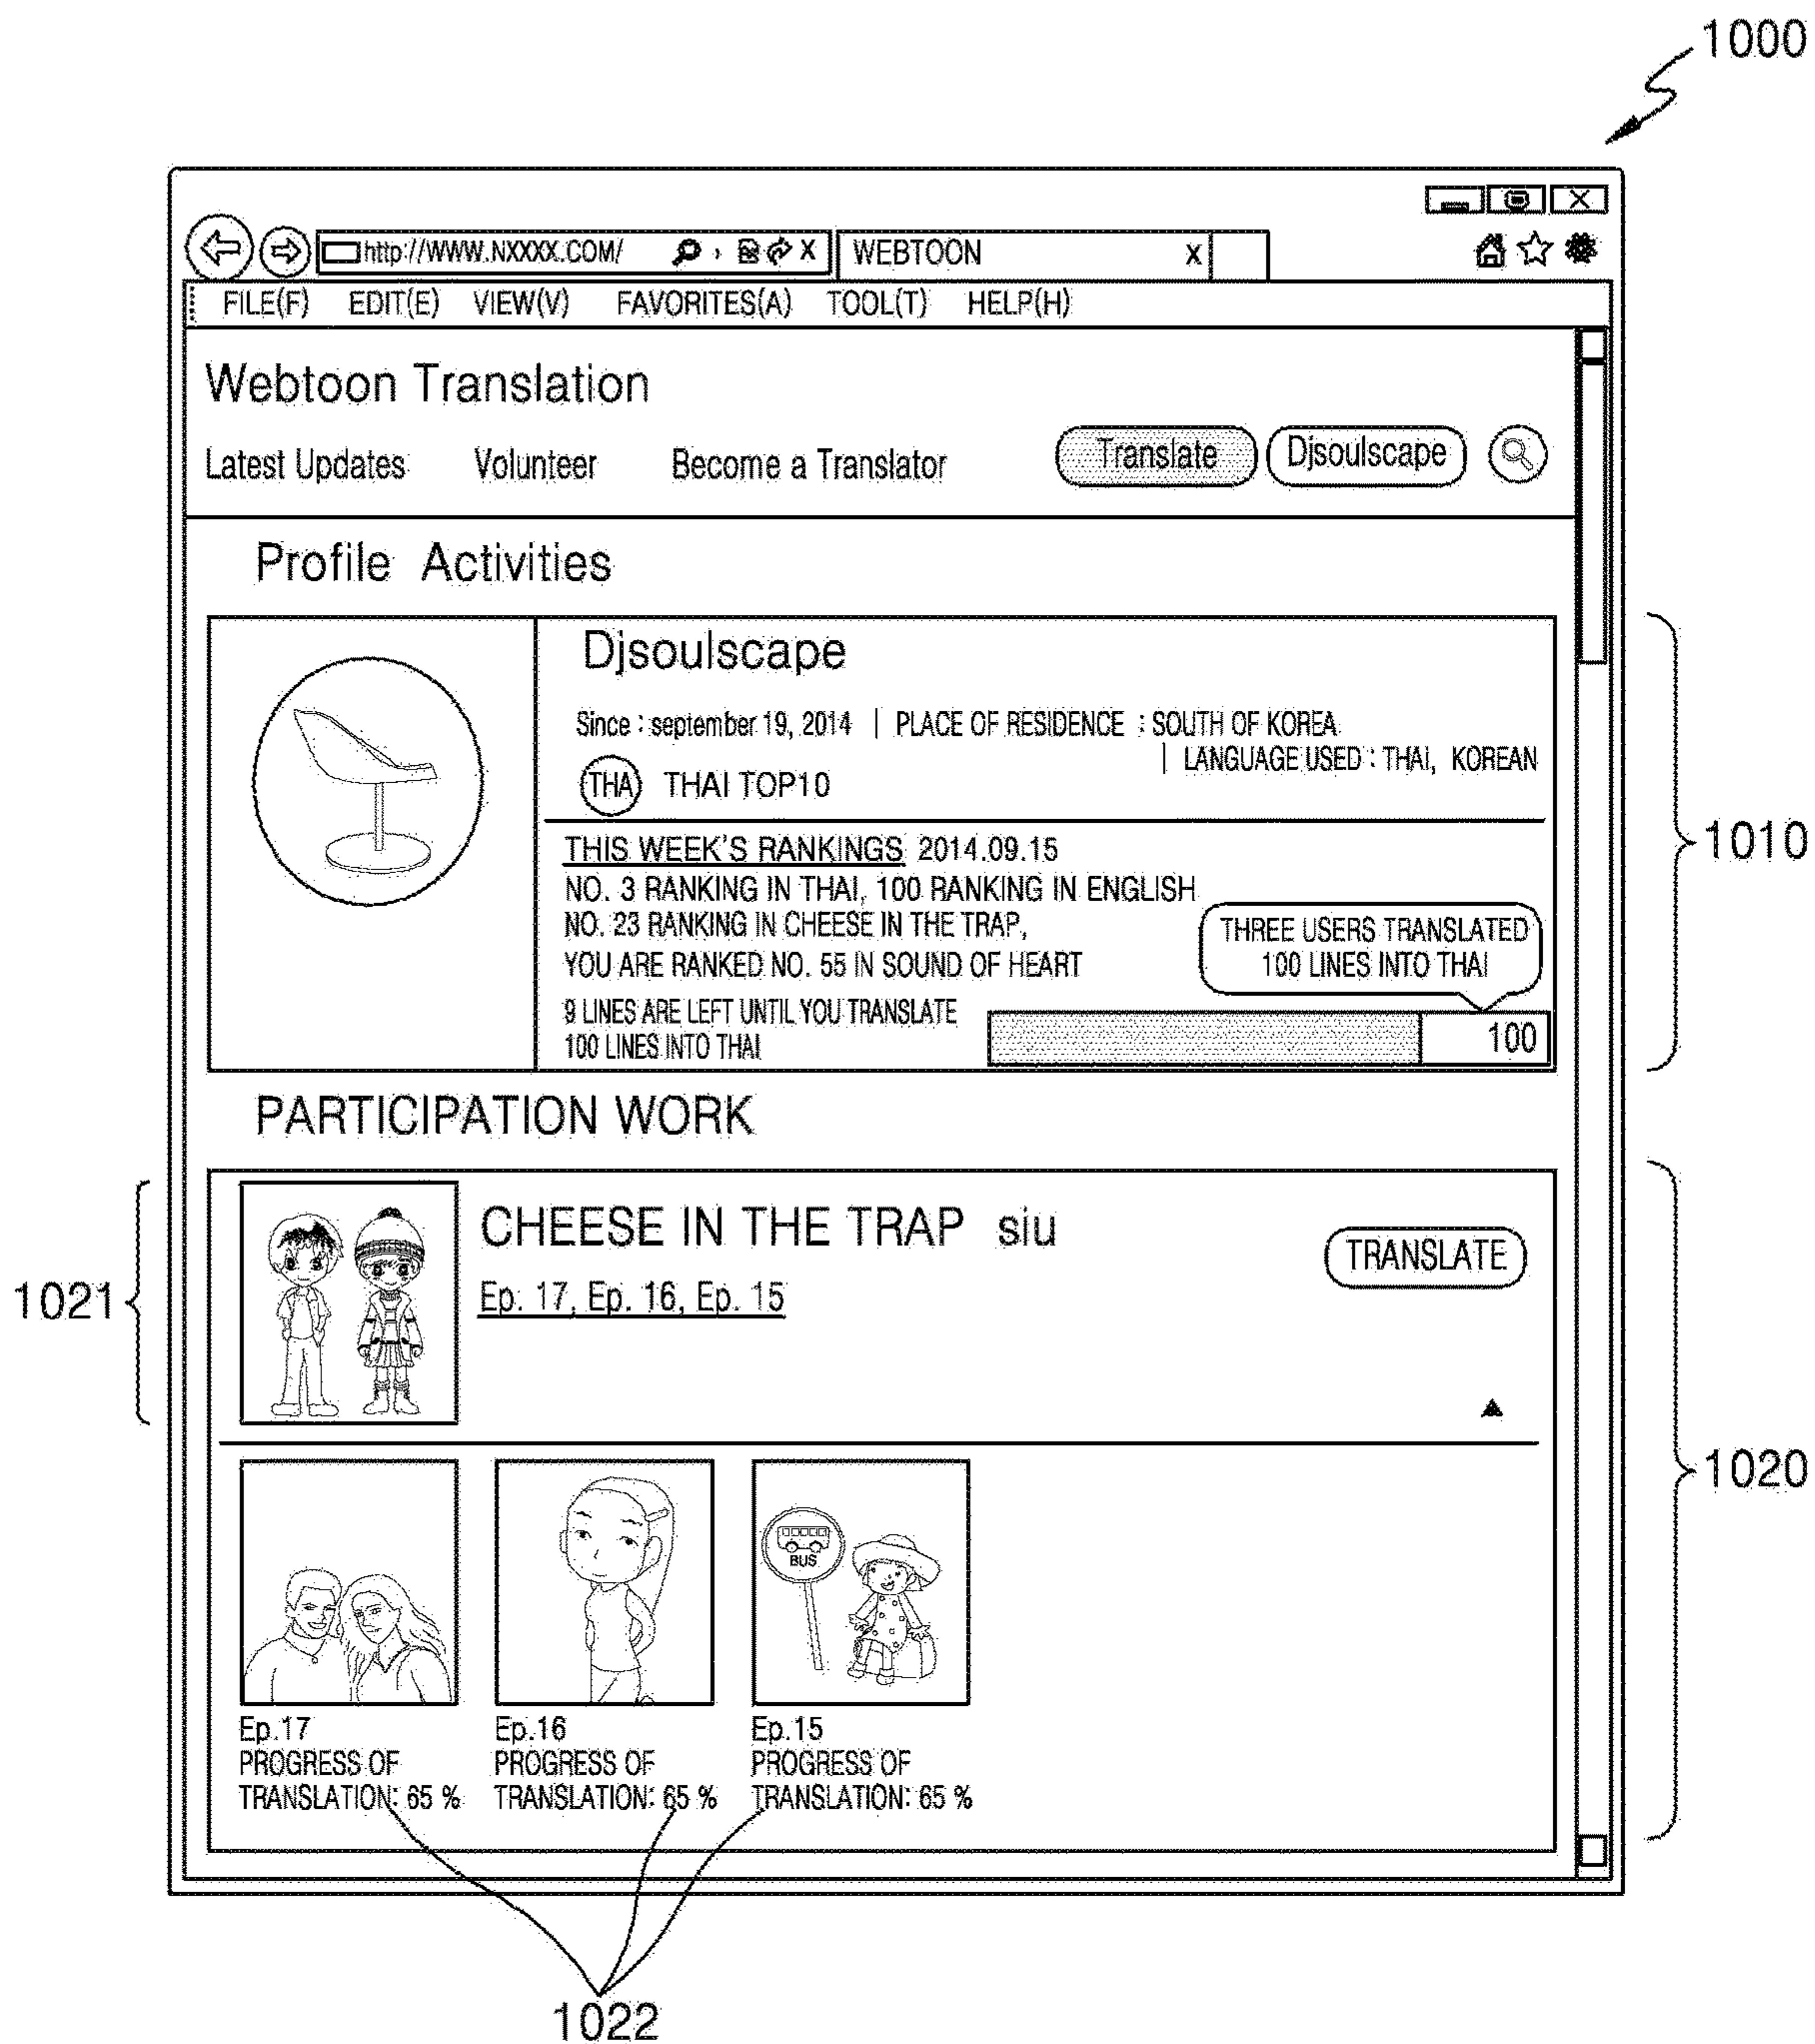 1000
http://WWW.NXXXX.COM/ X WEBTOON X
FILE(F) EDIT(E) VIEW(V) FAVORITES(A) TOOL(T) HELP(H)
Webtoon Translation
Latest Updates Volunteer Become a Translator Translate Djsoulscape
Profile Activities
Djsoulscape
Since : september 19, 2014 | PLACE OF RESIDENCE : SOUTH OF KOREA
| LANGUAGE USED : THAI, KOREAN
THA THAI TOP10
THIS WEEK'S RANKINGS 2014.09.15
1010
NO. 3 RANKING IN THAI, 100 RANKING IN ENGLISH
NO. 23 RANKING IN CHEESE IN THE TRAP,
YOU ARE RANKED NO. 55 IN SOUND OF HEART
THREE USERS TRANSLATED
100 LINES INTO THAI
9 LINES ARE LEFT UNTIL YOU TRANSLATE
100 LINES INTO THAI
100
PARTICIPATION WORK
CHEESE IN THE TRAP siu
TRANSLATE
Ep. 17, Ep. 16, Ep. 15
1021
1020
BUS
Ep.17
PROGRESS OF
TRANSLATION: 65 %
Ep.16
PROGRESS OF
TRANSLATION: 65 %
Ep.15
PROGRESS OF
TRANSLATION: 65 %
1022